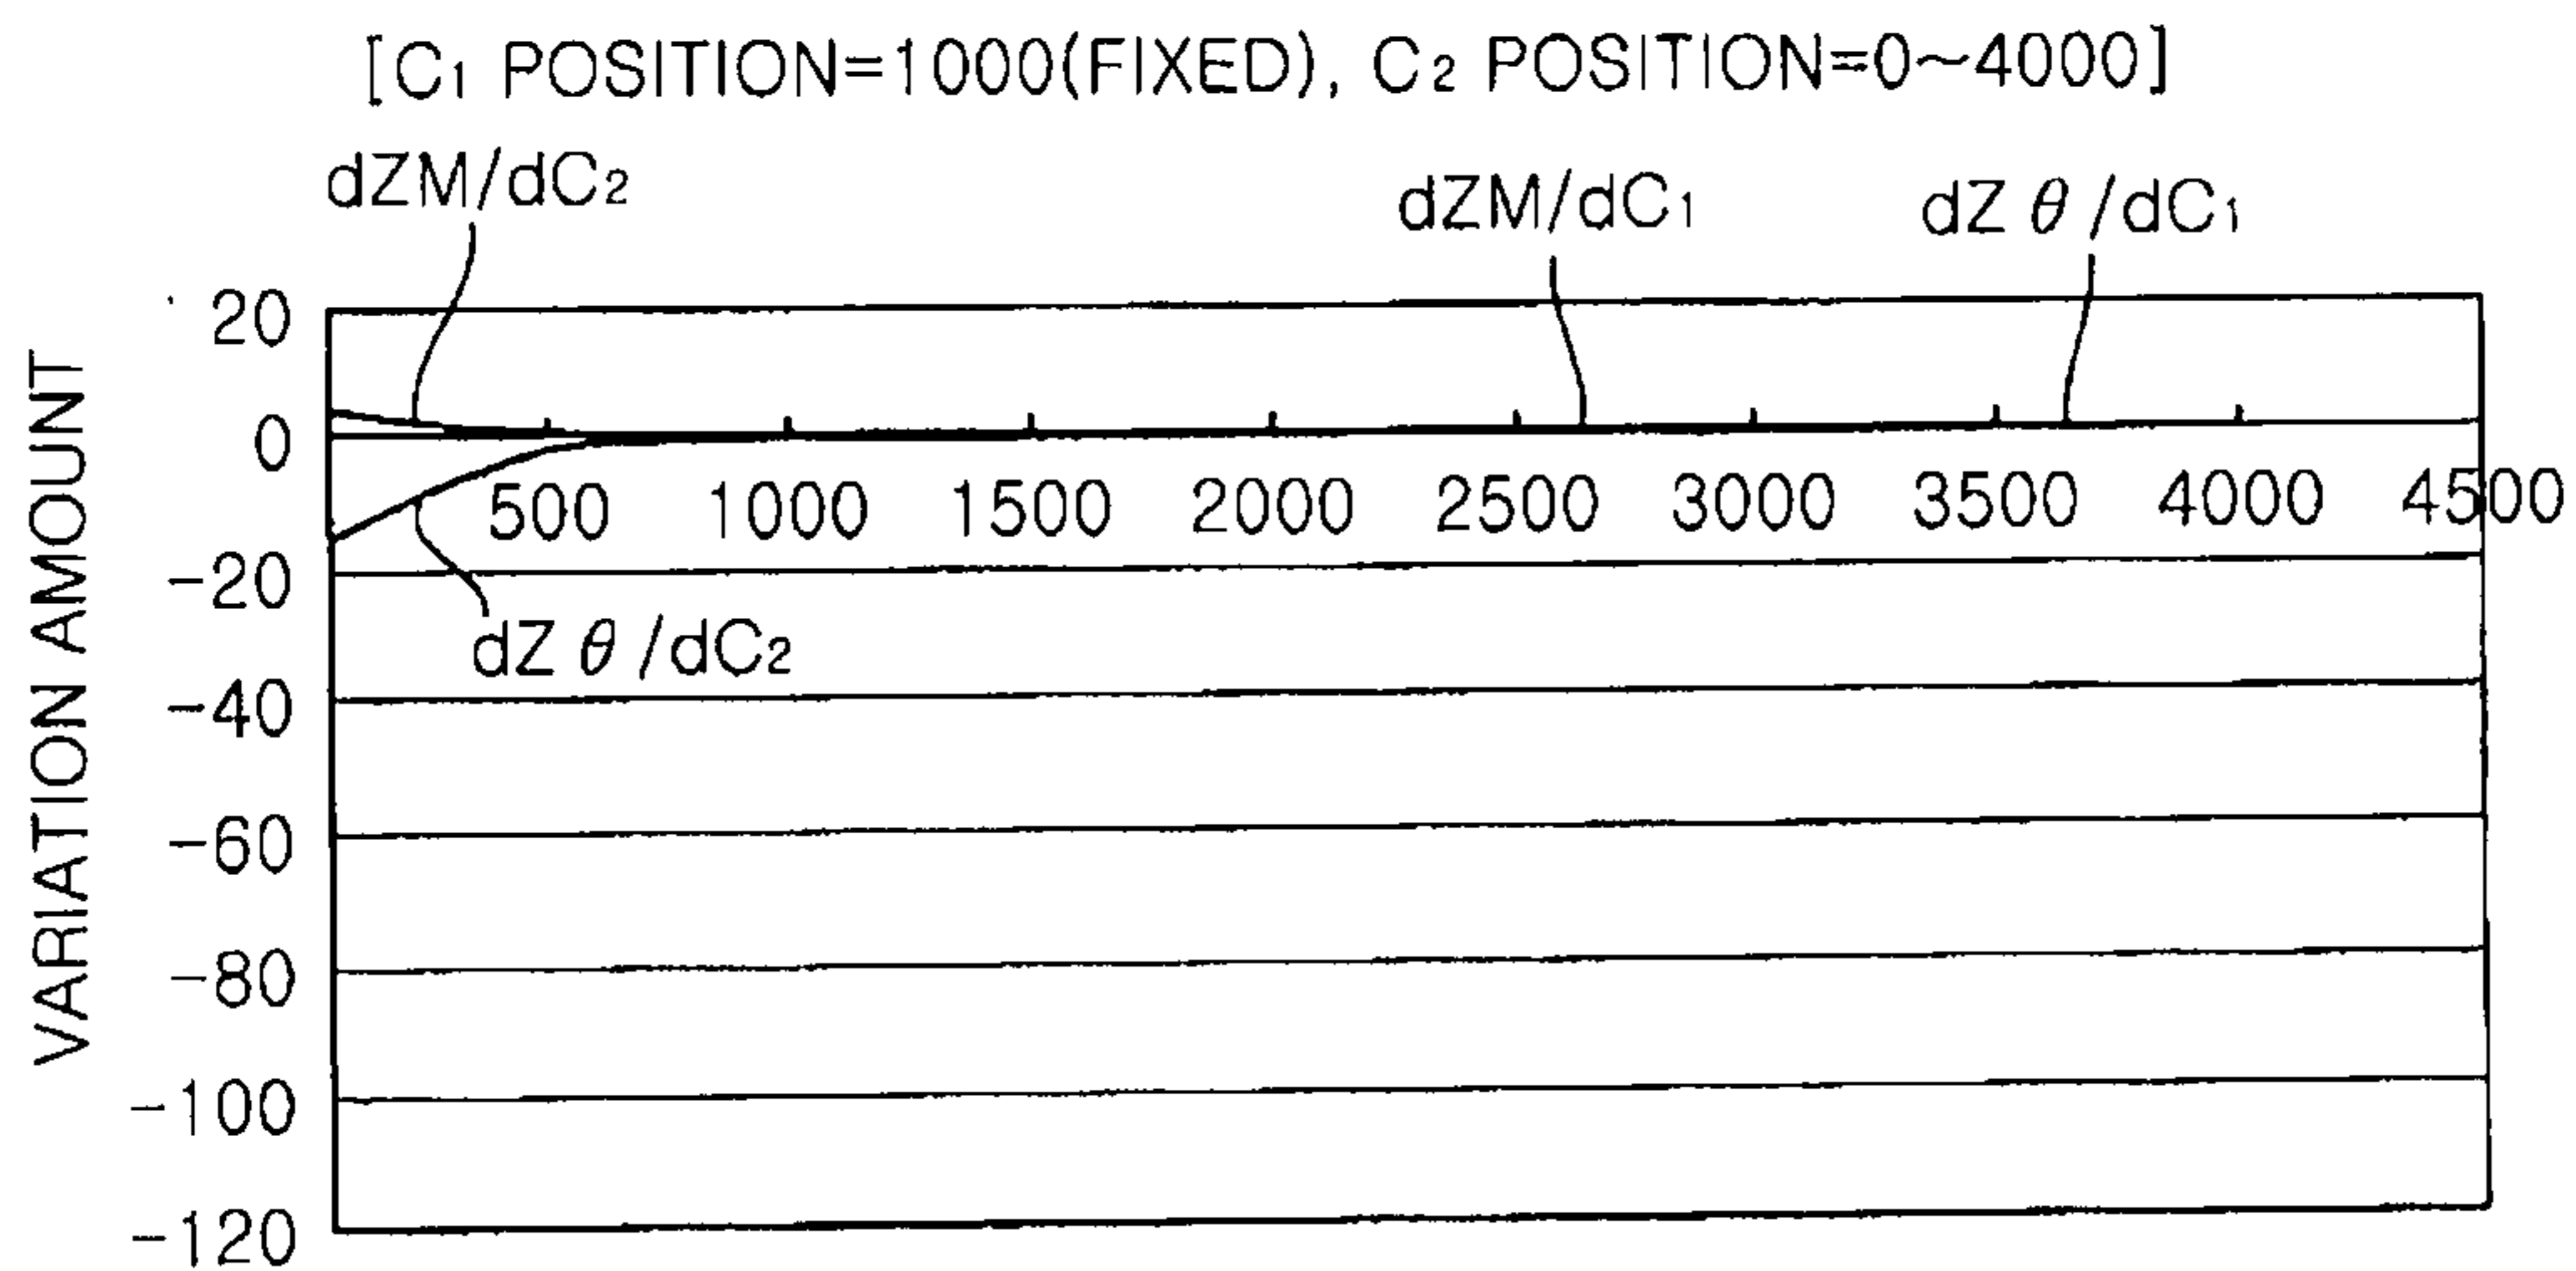 [C₁ POSITION=1000(FIXED), C₂ POSITION=0~4000]
dZM/dC₂
dZM/dC₁
dZ θ /dC₁
VARIATION AMOUNT
20
0
500 1000 1500 2000 2500 3000 3500 4000 4500
-20
dZ θ /dC₂
-40
-60
-80
-100
-120